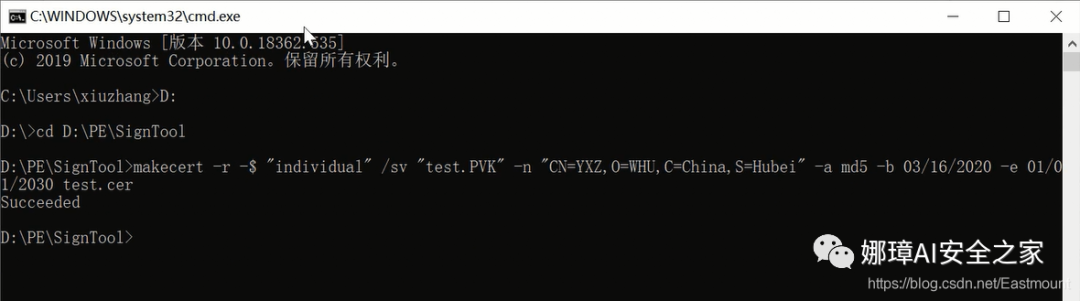 C:\WINDOWS\system32\cmd.exe
Microsoft Windows [版本 10.0.18362.535]
(c) 2019 Microsoft Corporation。保留所有权利。
C:\Users\xiuzhang>D:
D:\>cd D:\PE\SignTool
D:\PE\SignTool>makecert -r -$ "individual" /sv "test.PVK" -n "CN=YXZ,O=WHU,C=China,S=Hubei" -a md5 -b 03/16/2020 -e 01/0
1/2030 test.cer
Succeeded
D:\PE\SignTool>
娜璋AI安全之家
https://blog.csdn.net/Eastmount